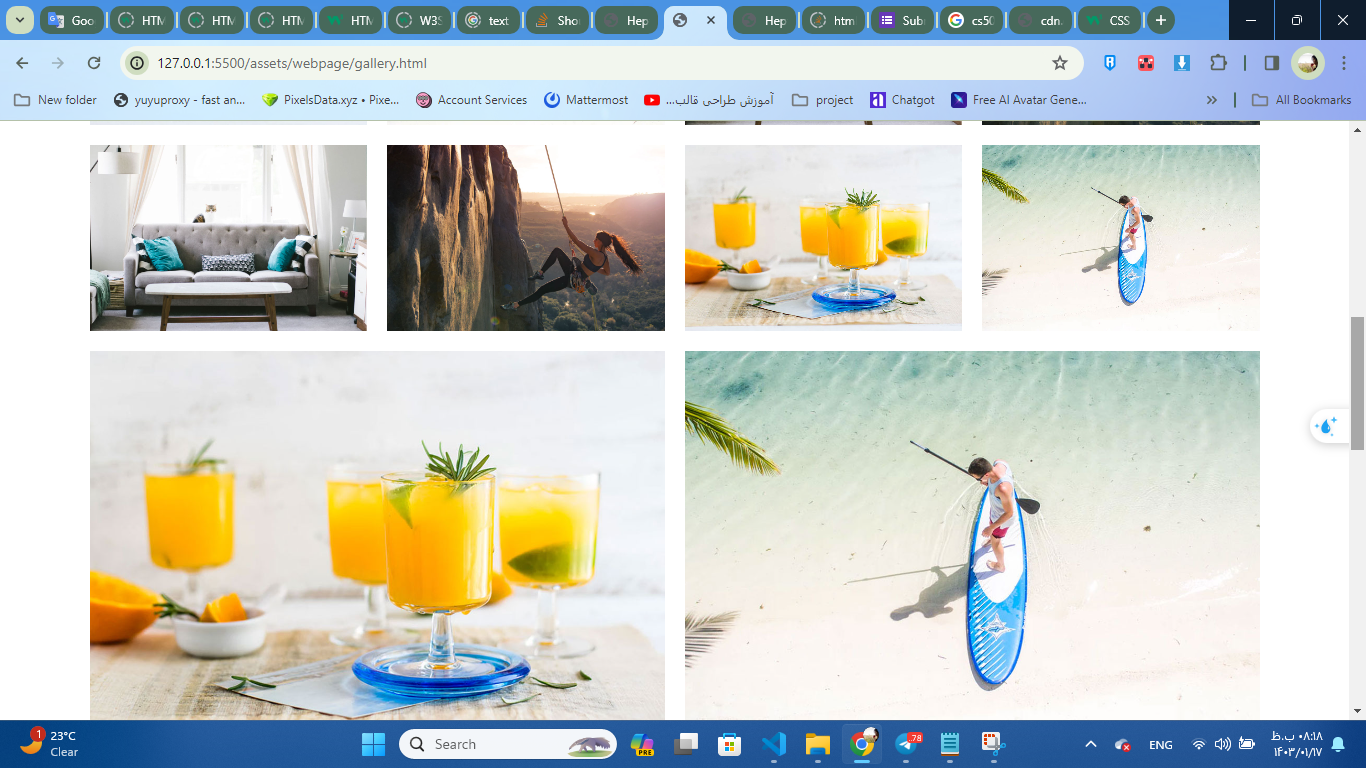 Goo
HTM
HTM
HTM
HTM
W3S
text
Sho
Hep
Hep
htm
Sub
cs50
cdn.
CSS
127.0.0.1:5500/assets/webpage/gallery.html
New folder
yuyuproxy - fast an...
PixelsData.xyz • Pixe...
Account Services
Mattermost
آموزش طراحی قالب...
project
Chatgot
Free AI Avatar Gene...
All Bookmarks
1
23°C
Clear
Search
PRE
.78
ENG
۰۸:۱۸ ب.ظ
۱۴۰۳/۰۱/۱۷